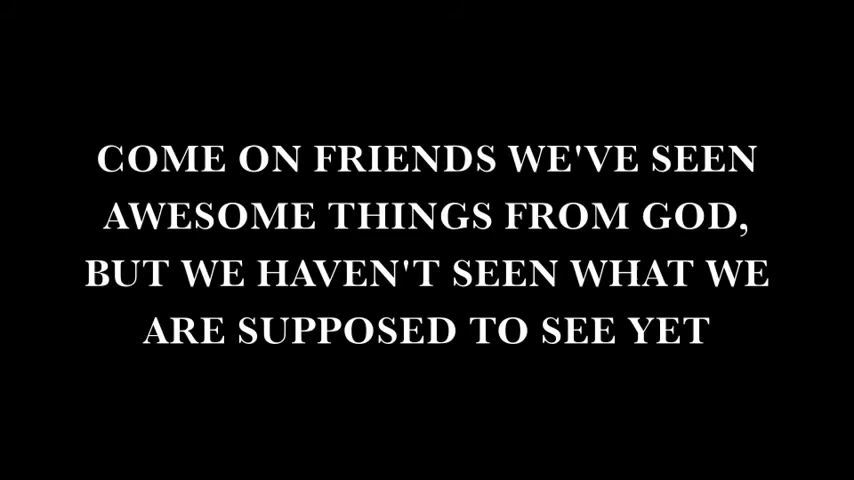 COME ON FRIENDS WE'VE SEEN
AWESOME THINGS FROM GOD,
BUT WE HAVEN'T SEEN WHAT WE
ARE SUPPOSED TO SEE YET